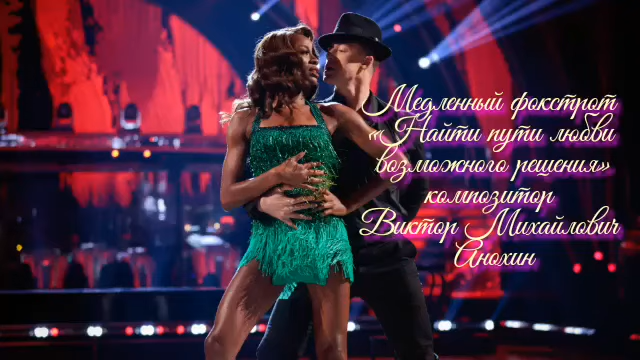 Медленный фокстрот
"Найти пути любви
возможного решения»
композитор
Виктор Михайлович
Анохин